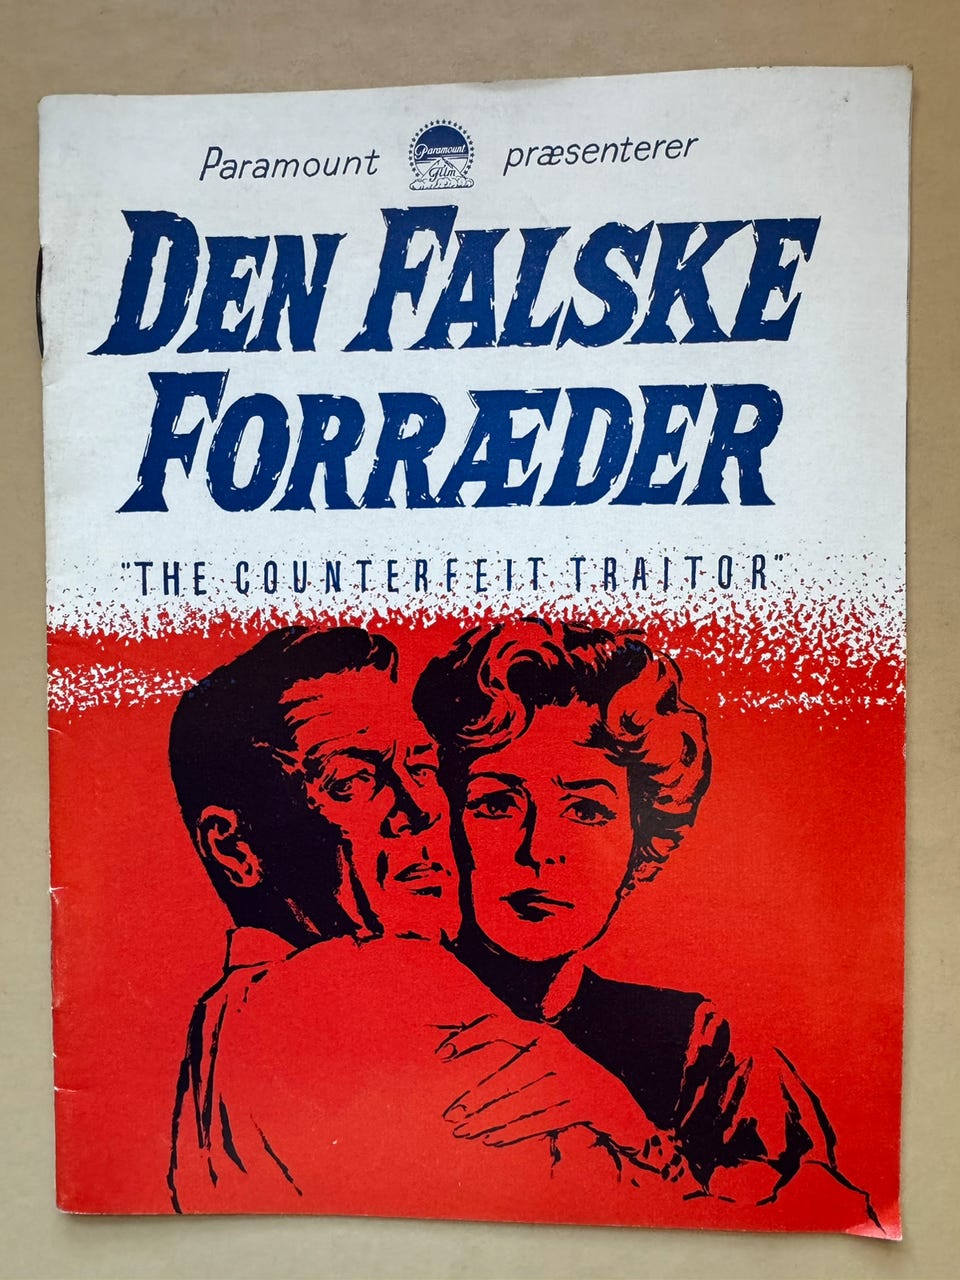 Paramount Paramount Film præsenterer
DEN FALSKE
FORRÆDER
"THE COUNTERFEIT TRAITOR"